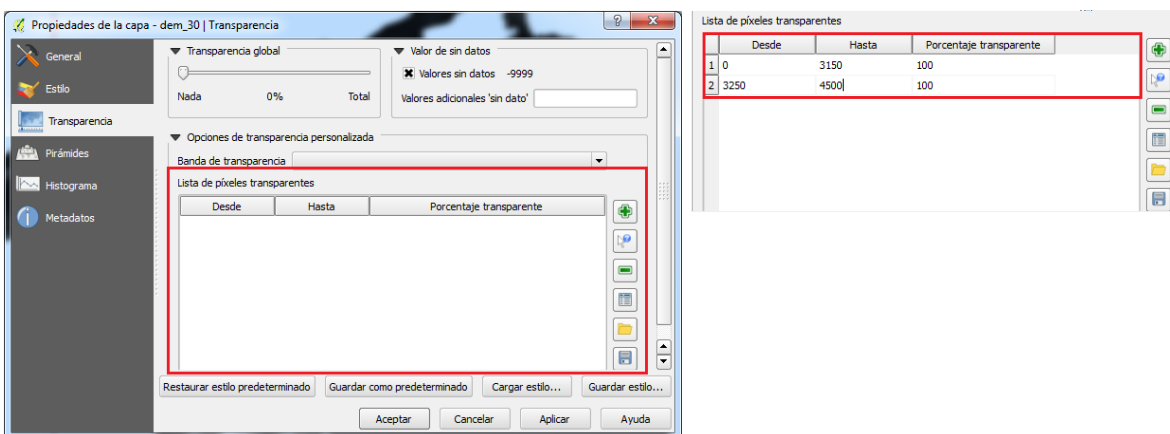 Propiedades de la capa - dem_30 | Transparencia
General
Estilo
Transparencia
Pirámides
Histograma
Metadatos
Transparencia global
Nada 0% Total
Valor de sin datos
Valores sin datos -9999
Valores adicionales 'sin dato'
Opciones de transparencia personalizada
Banda de transparencia
Lista de píxeles transparentes
Desde Hasta Porcentaje transparente
Restaurar estilo predeterminado Guardar como predeterminado Cargar estilo... Guardar estilo...
Aceptar Cancelar Aplicar Ayuda
Lista de píxeles transparentes
Desde Hasta Porcentaje transparente
1 0 3150 100
2 3250 4500 100